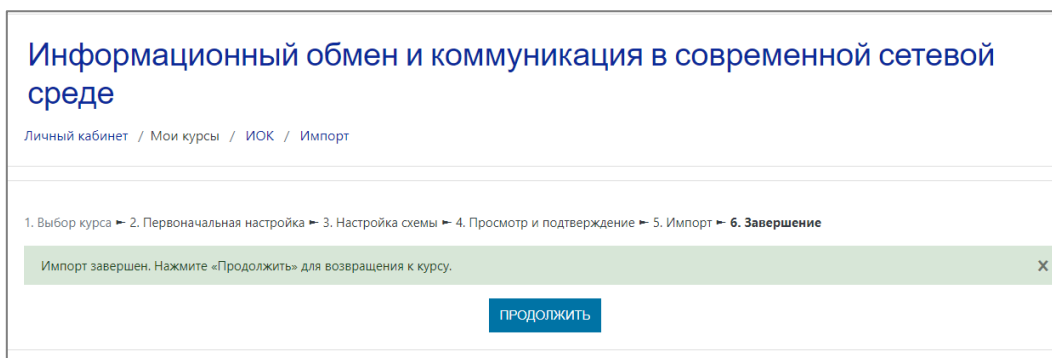 Информационный обмен и коммуникация в современной сетевой
среде
Личный кабинет / Мои курсы / ИОК / Импорт
1. Выбор курса ► 2. Первоначальная настройка ► 3. Настройка схемы ► 4. Просмотр и подтверждение ► 5. Импорт ► 6. Завершение
Импорт завершен. Нажмите «Продолжить» для возвращения к курсу. ×
ПРОДОЛЖИТЬ